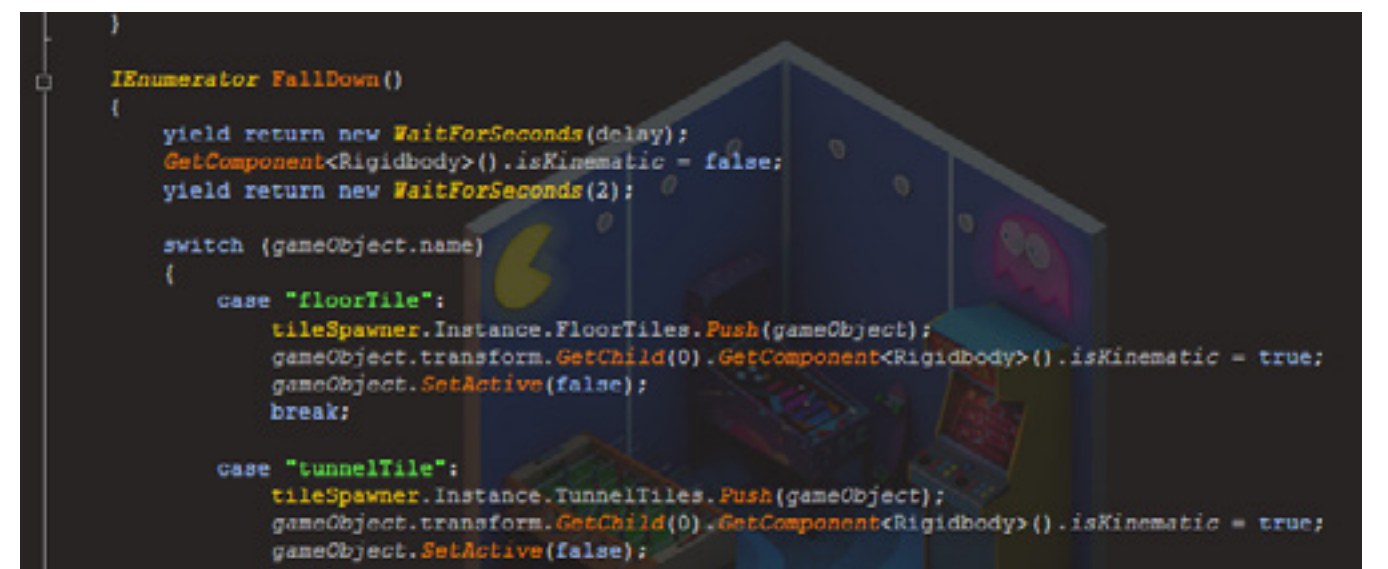 }
IEnumerator FallDown()
{
yield return new WaitForSeconds(delay);
GetComponent<Rigidbody>().isKinematic = false;
yield return new WaitForSeconds(2);
switch (gameObject.name)
{
case "floorTile":
tileSpawner.Instance.FloorTiles.Push(gameObject);
gameObject.transform.GetChild(0).GetComponent<Rigidbody>().isKinematic = true;
gameObject.SetActive(false);
break;
case "tunnelTile":
tileSpawner.Instance.TunnelTiles.Push(gameObject);
gameObject.transform.GetChild(0).GetComponent<Rigidbody>().isKinematic = true;
gameObject.SetActive(false);